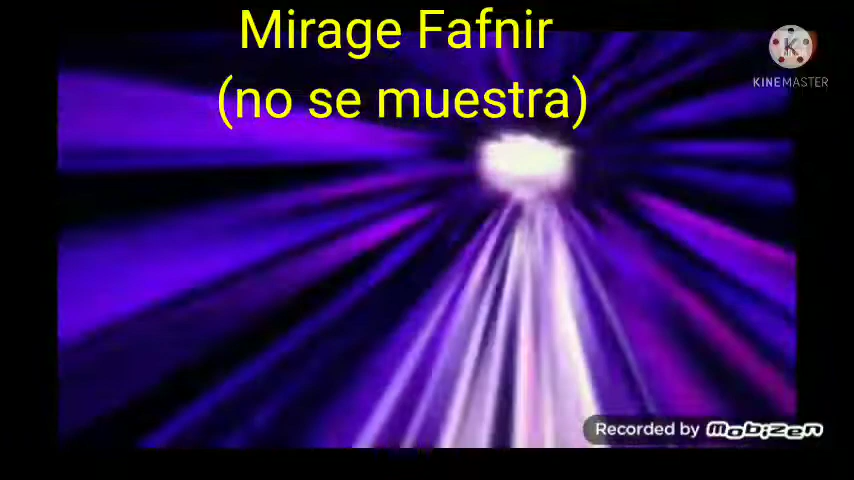 Mirage Fafnir
(no se muestra)
K
KINEMASTER
Recorded by Mobizen